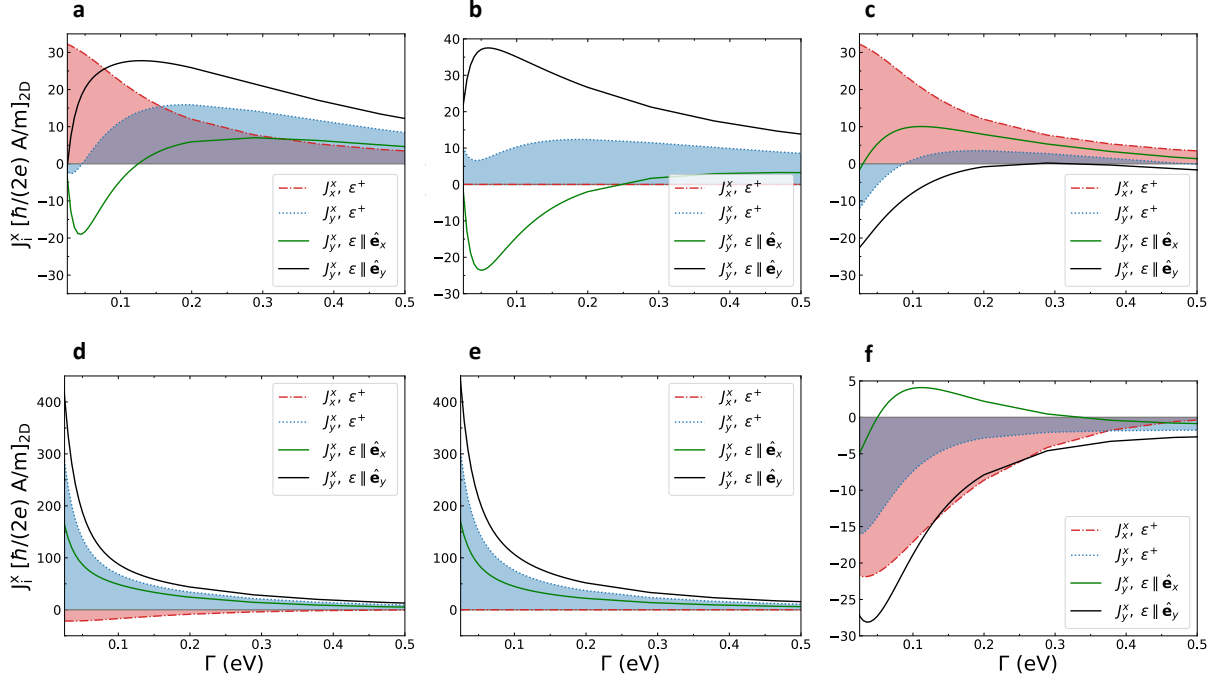 a
b
c
J_i^x [ℏ/(2e) A/m]_2D
30
20
10
0
−10
−20
−30
0.1
0.2
0.3
0.4
0.5
J_x^x, ε^+
J_y^x, ε^+
J_y^x, ε ∥ ê_x
J_y^x, ε ∥ ê_y
40
30
20
10
0
−10
−20
−30
0.1
0.2
0.3
0.4
0.5
J_x^x, ε^+
J_y^x, ε^+
J_y^x, ε ∥ ê_x
J_y^x, ε ∥ ê_y
30
20
10
0
−10
−20
−30
0.1
0.2
0.3
0.4
0.5
J_x^x, ε^+
J_y^x, ε^+
J_y^x, ε ∥ ê_x
J_y^x, ε ∥ ê_y
d
e
f
J_i^x [ℏ/(2e) A/m]_2D
400
300
200
100
0
0.1
0.2
0.3
0.4
0.5
Γ (eV)
J_x^x, ε^+
J_y^x, ε^+
J_y^x, ε ∥ ê_x
J_y^x, ε ∥ ê_y
400
300
200
100
0
0.1
0.2
0.3
0.4
0.5
Γ (eV)
J_x^x, ε^+
J_y^x, ε^+
J_y^x, ε ∥ ê_x
J_y^x, ε ∥ ê_y
5
0
−5
−10
−15
−20
−25
−30
0.1
0.2
0.3
0.4
0.5
Γ (eV)
J_x^x, ε^+
J_y^x, ε^+
J_y^x, ε ∥ ê_x
J_y^x, ε ∥ ê_y